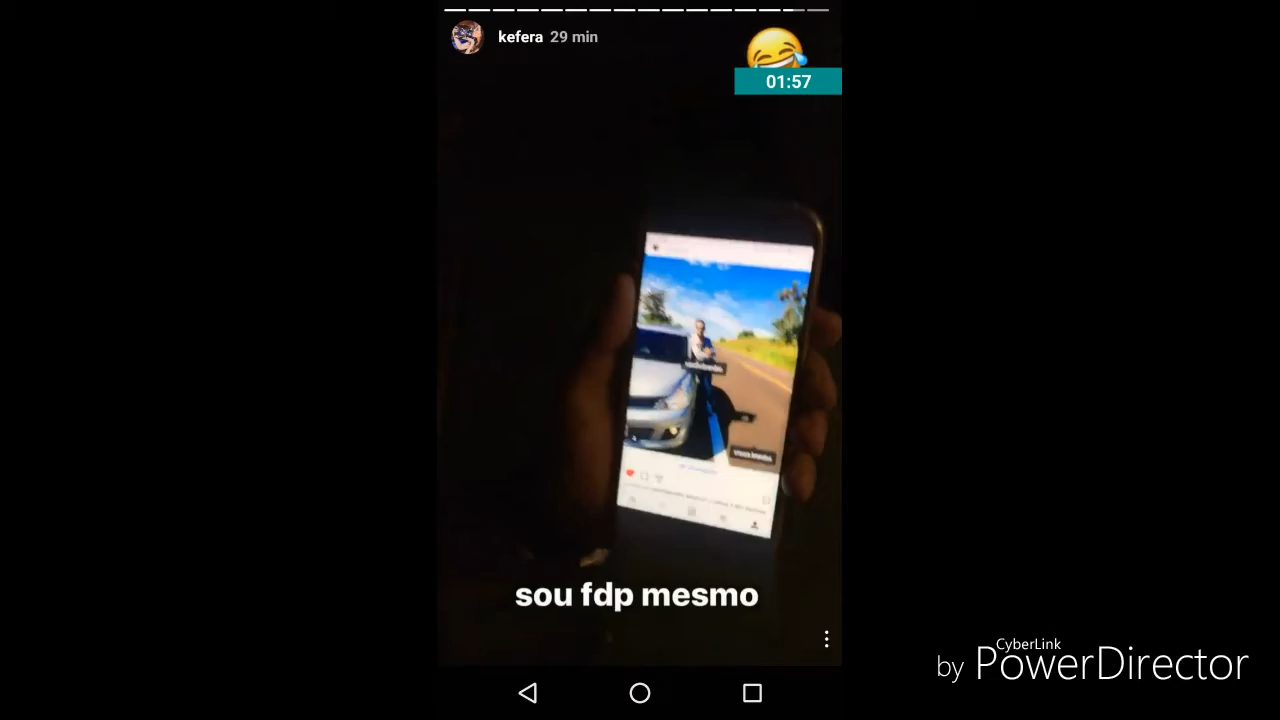 kefera 29 min
01:57
sou fdp mesmo
CyberLink
by PowerDirector